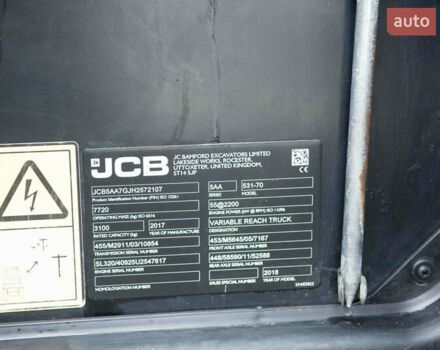 auto
JCB
JC BAMFORD EXCAVATORS LIMITED
LAKESIDE WORKS, ROCESTER,
UTTOXETER, UNITED KINGDOM,
ST14 5JF
JCB5AA7GJH2572107
Product Identification Number (PIN) ISO 10261
5AA
SERIES
531-70
MODEL
7720
OPERATING MASS (kg) ISO 6016
55@2200
ENGINE POWER (kW @ RPM) ISO 14396
3100
RATED CAPACITY (kg)
2017
YEAR OF MANUFACTURE
VARIABLE REACH TRUCK
DESIGNATION
455/M2911/03/10854
TRANSMISSION SERIAL NUMBER
453/M5645/05/7167
FRONT AXLE SERIAL NUMBER
SL320/40925U2547617
ENGINE SERIAL NUMBER
448/58590/11/52588
REAR AXLE SERIAL NUMBER
ENGINE SERIAL NUMBER
SALES SPECIAL NUMBER
2018
MODEL YEAR